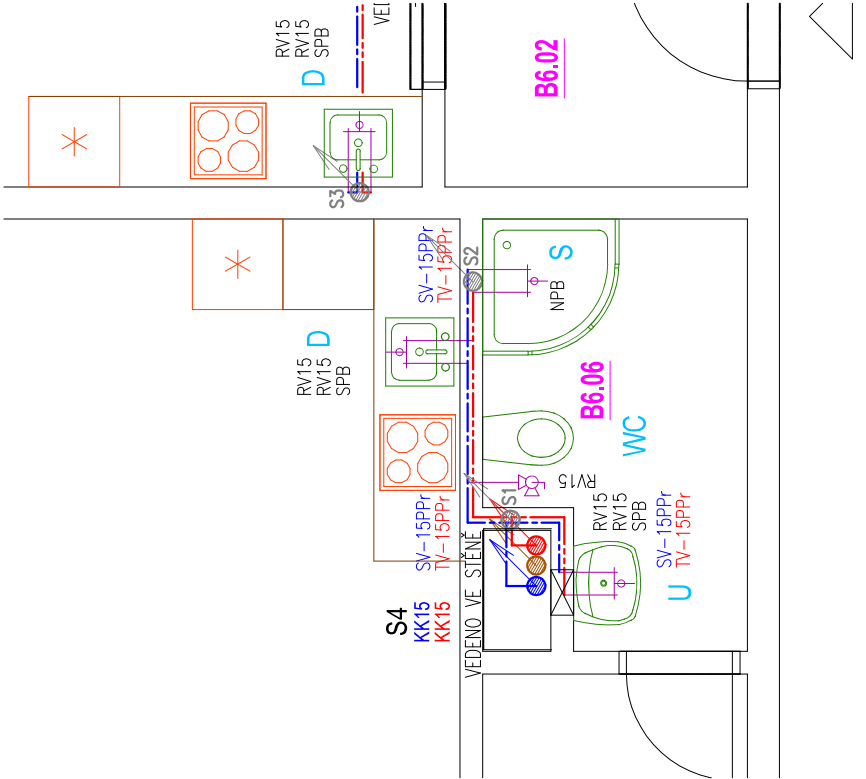 RV15
RV15
SPB
D
VED
B6.02
S3
SV-15PPr
TV-15PPr
S2
S
NPB
D
RV15
RV15
SPB
B6.06
WC
RV15
S1
SV-15PPr
TV-15PPr
RV15
RV15
SPB
SV-15PPr
TV-15PPr
U
S4
KK15
KK15
VEDENO VE STĚNĚ